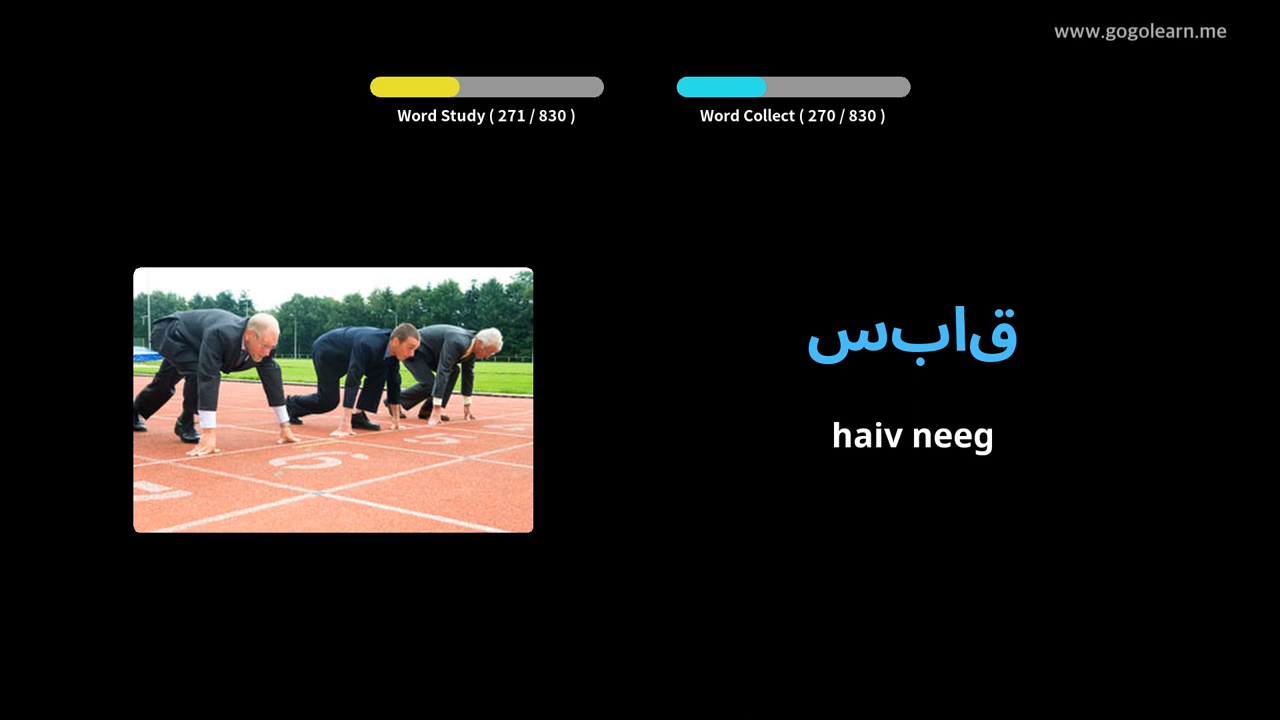 www.gogolearn.me
Word Study ( 271 / 830 )
Word Collect ( 270 / 830 )
قابس
haiv neeg